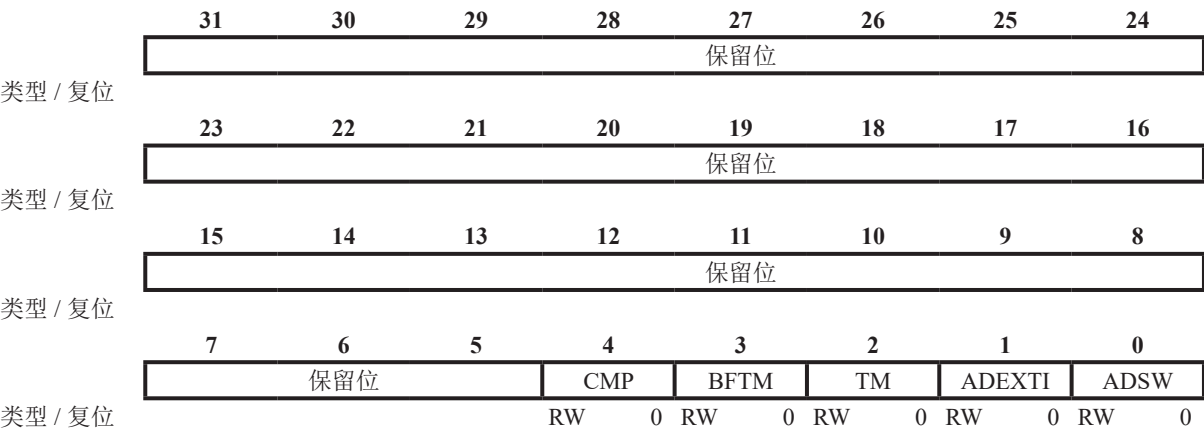 31 30 29 28 27 26 25 24
保留位
类型 / 复位
23 22 21 20 19 18 17 16
保留位
类型 / 复位
15 14 13 12 11 10 9 8
保留位
类型 / 复位
7 6 5 4 3 2 1 0
保留位 CMP BFTM TM ADEXTI ADSW
类型 / 复位 RW 0 RW 0 RW 0 RW 0 RW 0